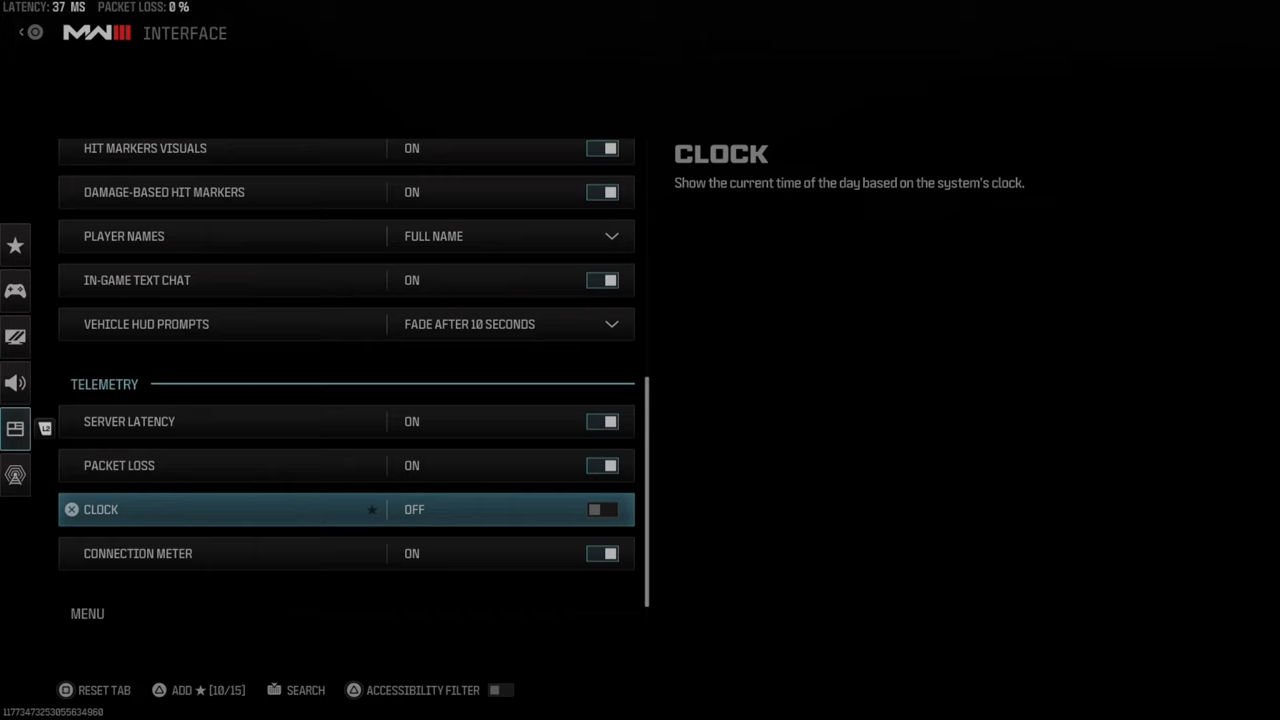 LATENCY: 37 MS PACKET LOSS: 0 %
MWIII INTERFACE
HIT MARKERS VISUALS ON
DAMAGE-BASED HIT MARKERS ON
PLAYER NAMES FULL NAME
IN-GAME TEXT CHAT ON
VEHICLE HUD PROMPTS FADE AFTER 10 SECONDS
TELEMETRY
SERVER LATENCY ON
L2
PACKET LOSS ON
CLOCK OFF
CONNECTION METER ON
MENU
CLOCK
Show the current time of the day based on the system's clock.
RESET TAB ADD ★ [10/15] SEARCH ACCESSIBILITY FILTER
11773473253055634960